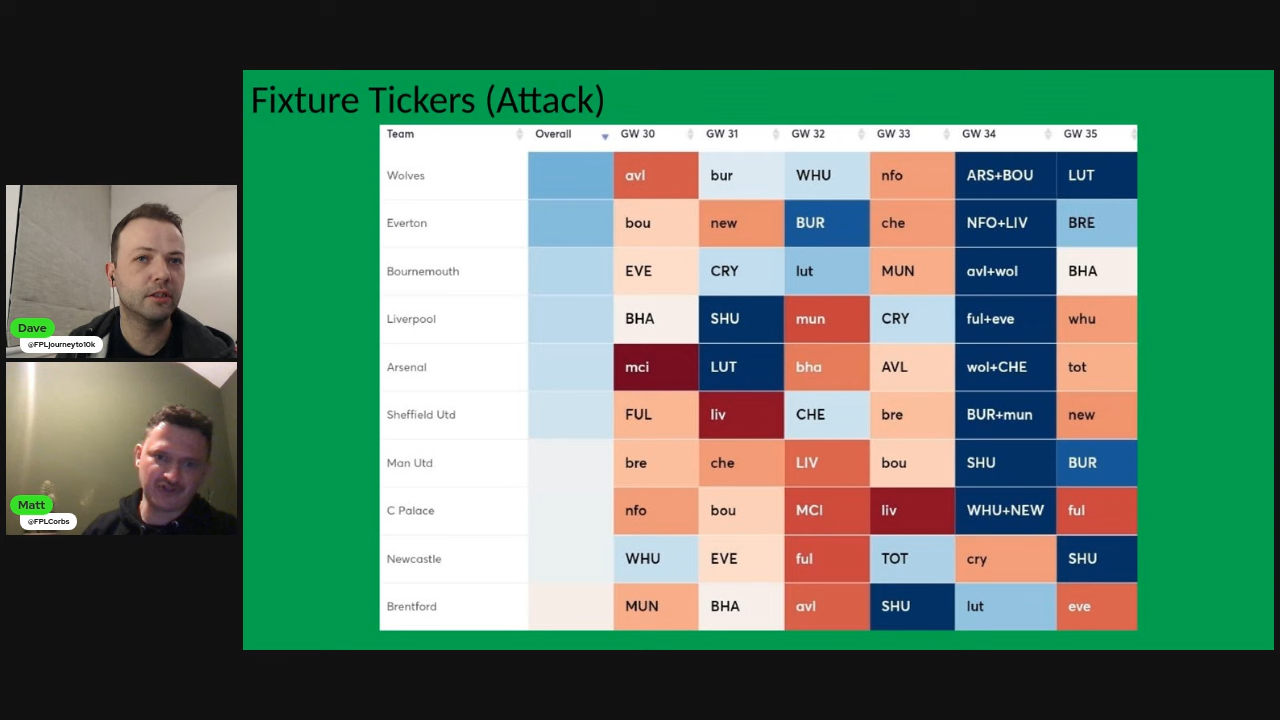 Fixture Tickers (Attack)
Team Overall GW 30 GW 31 GW 32 GW 33 GW 34 GW 35
Wolves avl bur WHU nfo ARS+BOU LUT
Everton bou new BUR che NFO+LIV BRE
Bournemouth EVE CRY lut MUN avl+wol BHA
Liverpool BHA SHU mun CRY ful+eve whu
Arsenal mci LUT bha AVL wol+CHE tot
Sheffield Utd FUL liv CHE bre BUR+mun new
Man Utd bre che LIV bou SHU BUR
C Palace nfo bou MCI liv WHU+NEW ful
Newcastle WHU EVE ful TOT cry SHU
Brentford MUN BHA avl SHU lut eve
Dave
@FPLjourneyto10k
Matt
@FPLCorbs